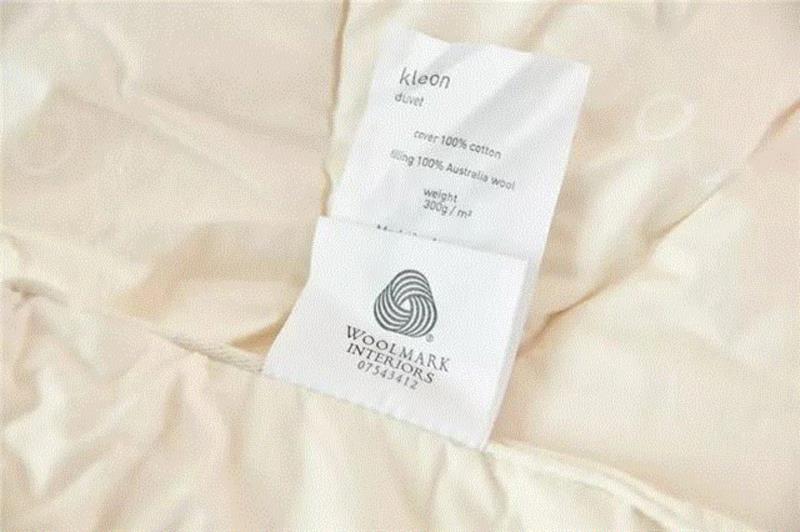 kleon
duvet
cover 100% cotton
filling 100% Australia wool
weight
300g / m²
®
WOOLMARK
INTERIORS
07543412